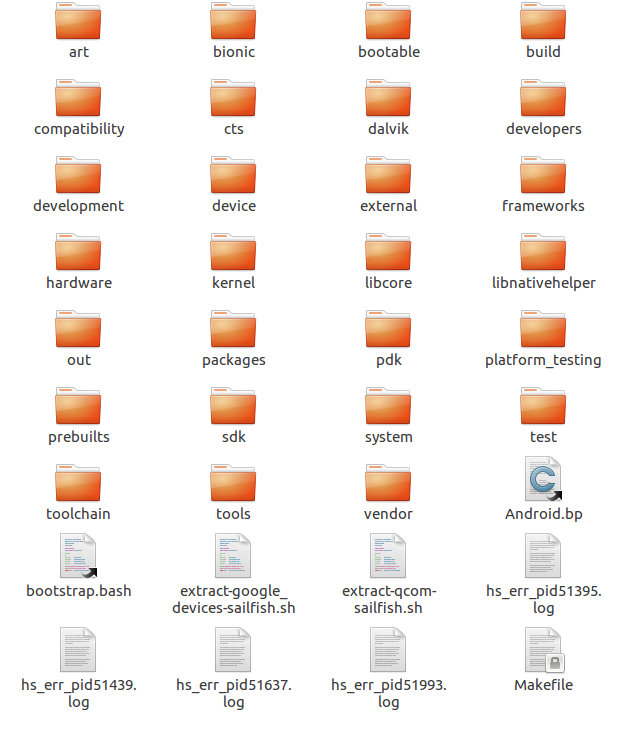 art
bionic
bootable
build
compatibility
cts
dalvik
developers
development
device
external
frameworks
hardware
kernel
libcore
libnativehelper
out
packages
pdk
platform_testing
prebuilts
sdk
system
test
toolchain
tools
vendor
Android.bp
bootstrap.bash
extract-google_
devices-sailfish.sh
extract-qcom-
sailfish.sh
hs_err_pid51395.
log
hs_err_pid51439.
log
hs_err_pid51637.
log
hs_err_pid51993.
log
Makefile